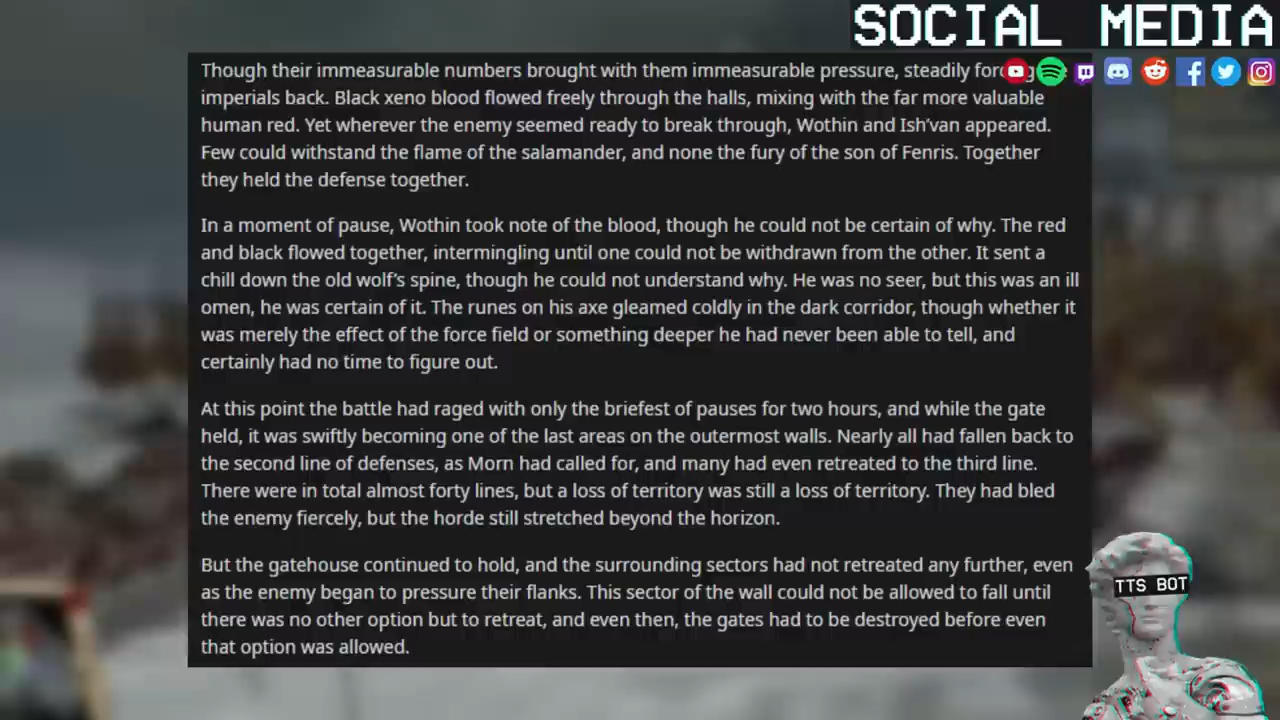 SOCIAL MEDIA
Though their immeasurable numbers brought with them immeasurable pressure, steadily
imperials back. Black xeno blood flowed freely through the halls, mixing with the far more valuable
human red. Yet wherever the enemy seemed ready to break through, Wothin and Ish'van appeared.
Few could withstand the flame of the salamander, and none the fury of the son of Fenris. Together
they held the defense together.
In a moment of pause, Wothin took note of the blood, though he could not be certain of why. The red
and black flowed together, intermingling until one could not be withdrawn from the other. It sent a
chill down the old wolf's spine, though he could not understand why. He was no seer, but this was an ill
omen, he was certain of it. The runes on his axe gleamed coldly in the dark corridor, though whether it
was merely the effect of the force field or something deeper he had never been able to tell, and
certainly had no time to figure out.
At this point the battle had raged with only the briefest of pauses for two hours, and while the gate
held, it was swiftly becoming one of the last areas on the outermost walls. Nearly all had fallen back to
the second line of defenses, as Morn had called for, and many had even retreated to the third line.
There were in total almost forty lines, but a loss of territory was still a loss of territory. They had bled
the enemy fiercely, but the horde still stretched beyond the horizon.
But the gatehouse continued to hold, and the surrounding sectors had not retreated any further, even
as the enemy began to pressure their flanks. This sector of the wall could not be allowed to fall until
there was no other option but to retreat, and even then, the gates had to be destroyed before even
that option was allowed.
TTS BOT